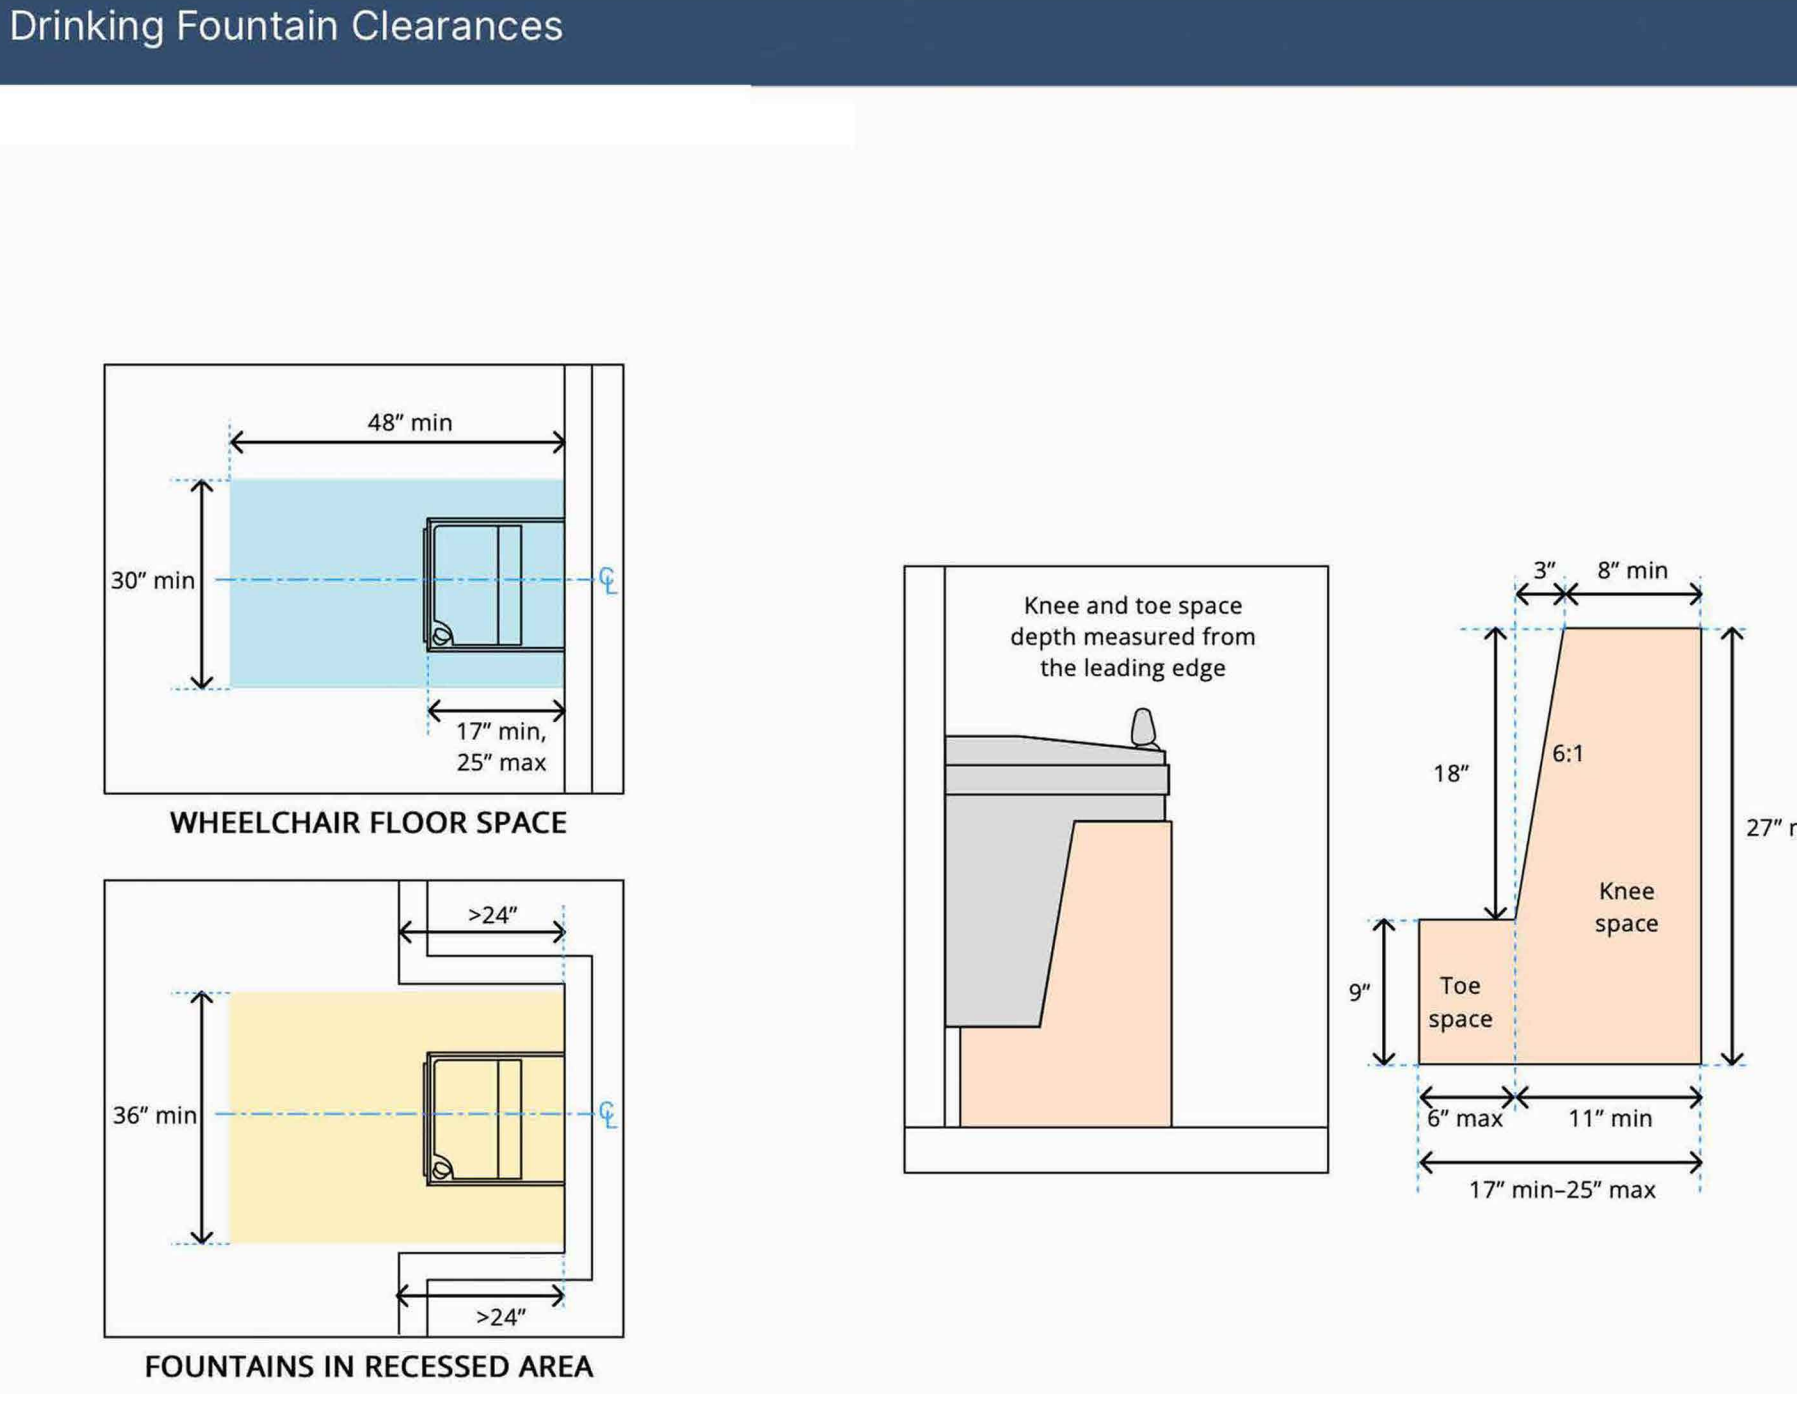 Drinking Fountain Clearances
48” min
30” min
℄
17” min,
25” max
WHEELCHAIR FLOOR SPACE
>24”
36” min
℄
>24”
FOUNTAINS IN RECESSED AREA
Knee and toe space
depth measured from
the leading edge
3”
8” min
18”
6:1
27”
Knee
space
9”
Toe
space
6” max
11” min
17” min–25” max